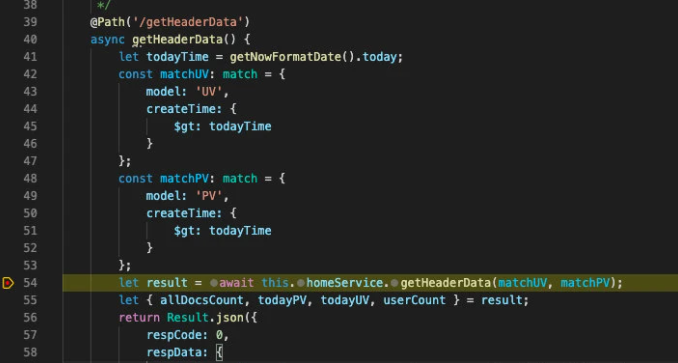 38 */
39 @Path('/getHeaderData')
40 async getHeaderData() {
41 let todayTime = getNowFormatDate().today;
42 const matchUV: match = {
43 model: 'UV',
44 createTime: {
45 $gt: todayTime
46 }
47 };
48 const matchPV: match = {
49 model: 'PV',
50 createTime: {
51 $gt: todayTime
52 }
53 };
54 let result = await this.homeService.getHeaderData(matchUV, matchPV);
55 let { allDocsCount, todayPV, todayUV, userCount } = result;
56 return Result.json({
57 respCode: 0,
58 respData: {